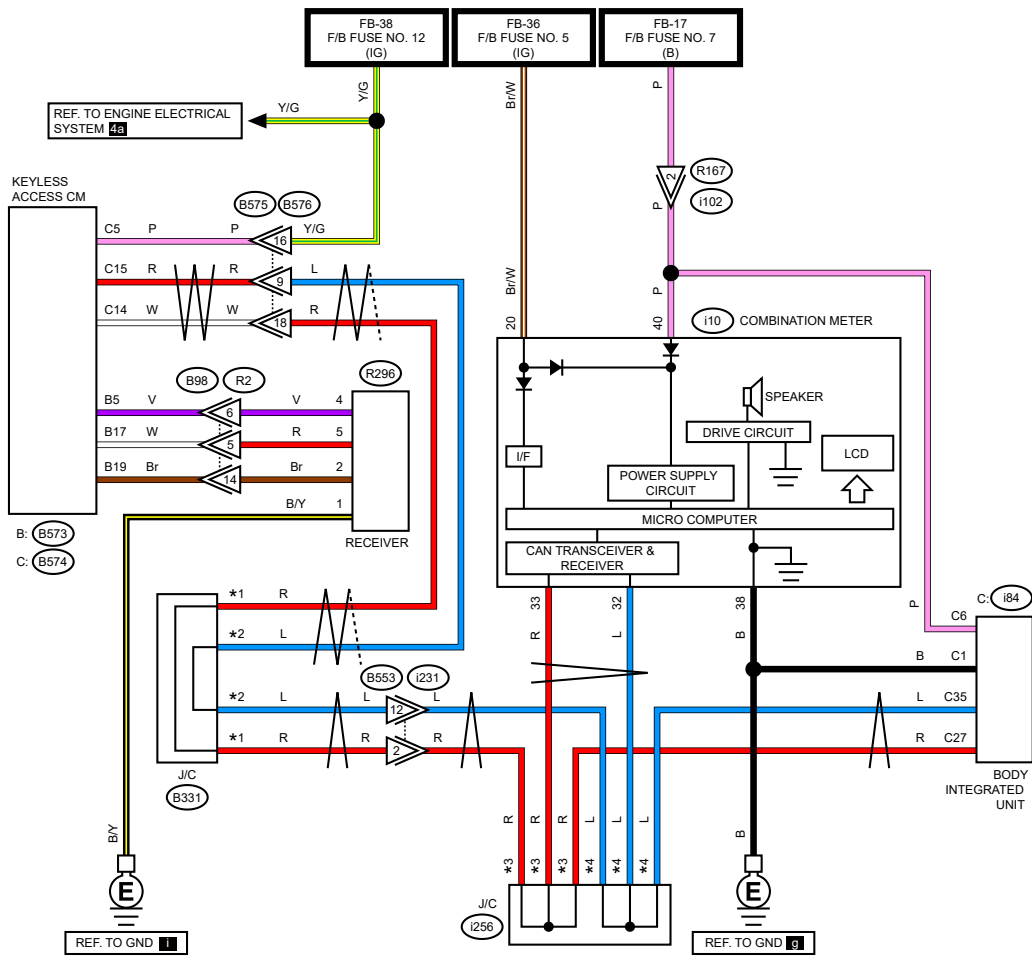 FB-38
F/B FUSE NO. 12
(IG)
FB-36
F/B FUSE NO. 5
(IG)
FB-17
F/B FUSE NO. 7
(B)
Y/G
Br/W
P
REF. TO ENGINE ELECTRICAL
SYSTEM 4a
Y/G
2
R167
i102
P
KEYLESS
ACCESS CM
B575
B576
C5
P
P
16
Y/G
C15
R
R
9
L
C14
W
W
18
R
Br/W
P
20
40
i10
COMBINATION METER
B98
R2
R296
B5
V
6
V
4
B17
W
5
R
5
B19
Br
14
Br
2
B/Y
1
RECEIVER
B: B573
C: B574
SPEAKER
DRIVE CIRCUIT
LCD
I/F
POWER SUPPLY
CIRCUIT
MICRO COMPUTER
CAN TRANSCEIVER &
RECEIVER
33
32
38
R
L
B
P
C: i84
C6
B
C1
L
C35
R
C27
BODY
INTEGRATED
UNIT
*1
R
*2
L
B553
i231
*2
L
L
12
L
*1
R
R
2
R
J/C
B331
B/Y
R
R
R
L
L
L
B
*3
*3
*3
*4
*4
*4
E
REF. TO GND i
J/C
i256
E
REF. TO GND g